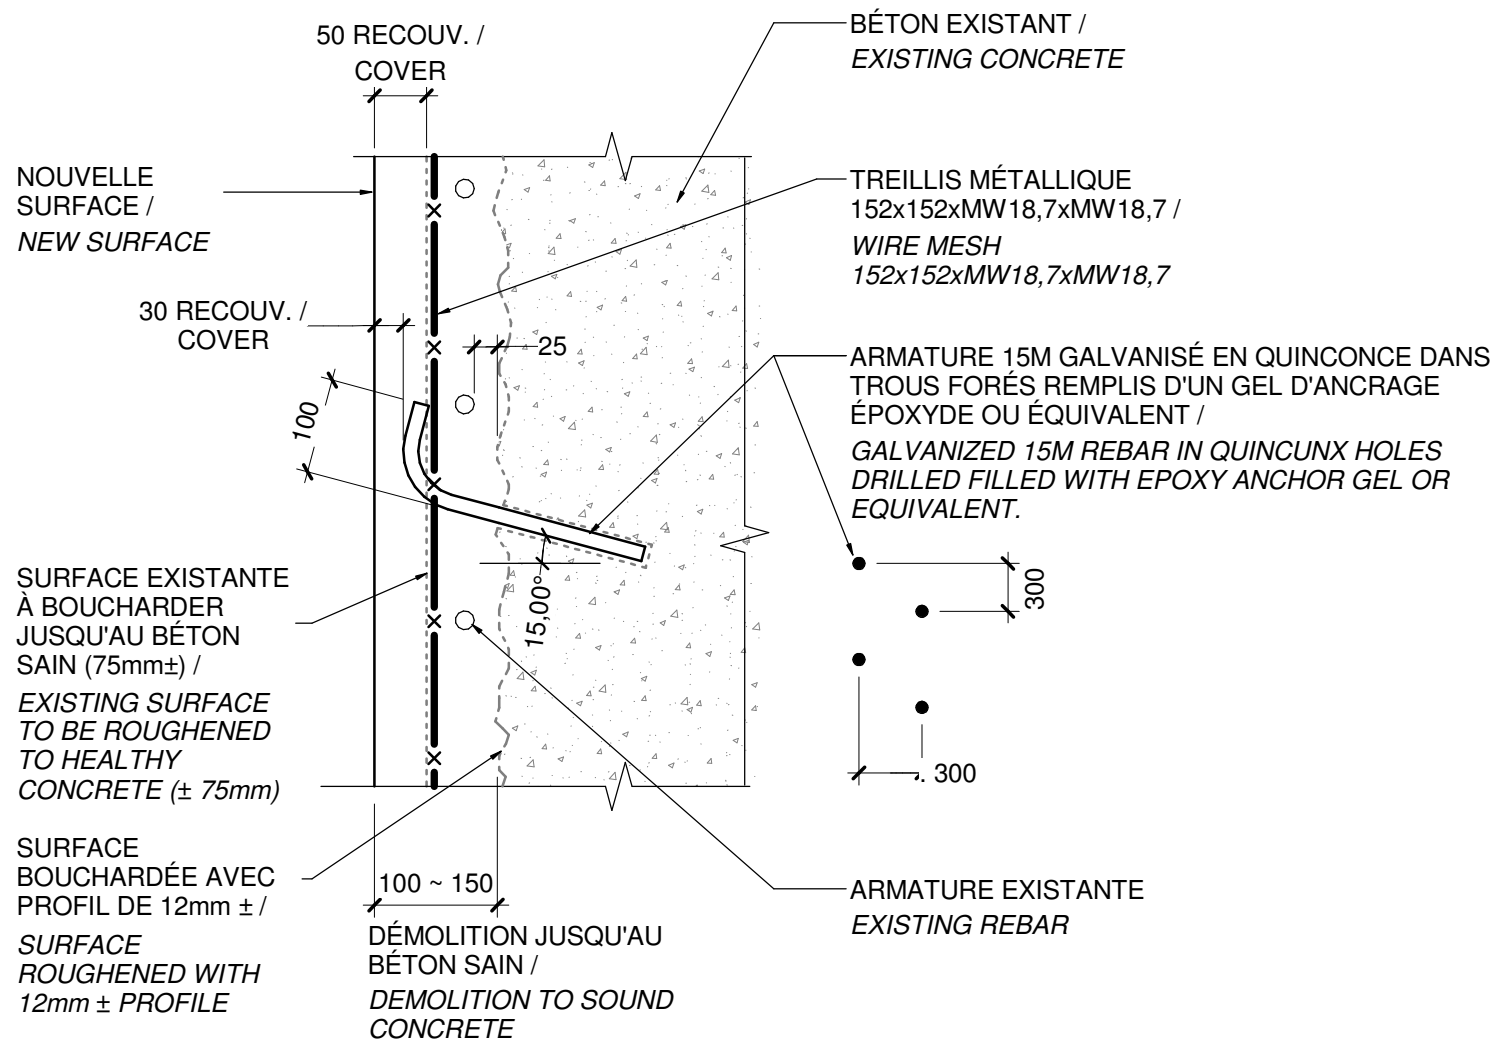 50 RECOUV. /
COVER
BÉTON EXISTANT /
EXISTING CONCRETE
NOUVELLE
SURFACE /
NEW SURFACE
TREILLIS MÉTALLIQUE
152x152xMW18,7xMW18,7 /
WIRE MESH
152x152xMW18,7xMW18,7
30 RECOUV. /
COVER
25
100
ARMATURE 15M GALVANISÉ EN QUINCONCE DANS
TROUS FORÉS REMPLIS D'UN GEL D'ANCRAGE
ÉPOXYDE OU ÉQUIVALENT /
GALVANIZED 15M REBAR IN QUINCUNX HOLES
DRILLED FILLED WITH EPOXY ANCHOR GEL OR
EQUIVALENT.
15,00°
300
. 300
SURFACE EXISTANTE
À BOUCHARDER
JUSQU'AU BÉTON
SAIN (75mm±) /
EXISTING SURFACE
TO BE ROUGHENED
TO HEALTHY
CONCRETE (± 75mm)
SURFACE
BOUCHARDÉE AVEC
PROFIL DE 12mm ± /
SURFACE
ROUGHENED WITH
12mm ± PROFILE
100 ~ 150
DÉMOLITION JUSQU'AU
BÉTON SAIN /
DEMOLITION TO SOUND
CONCRETE
ARMATURE EXISTANTE
EXISTING REBAR